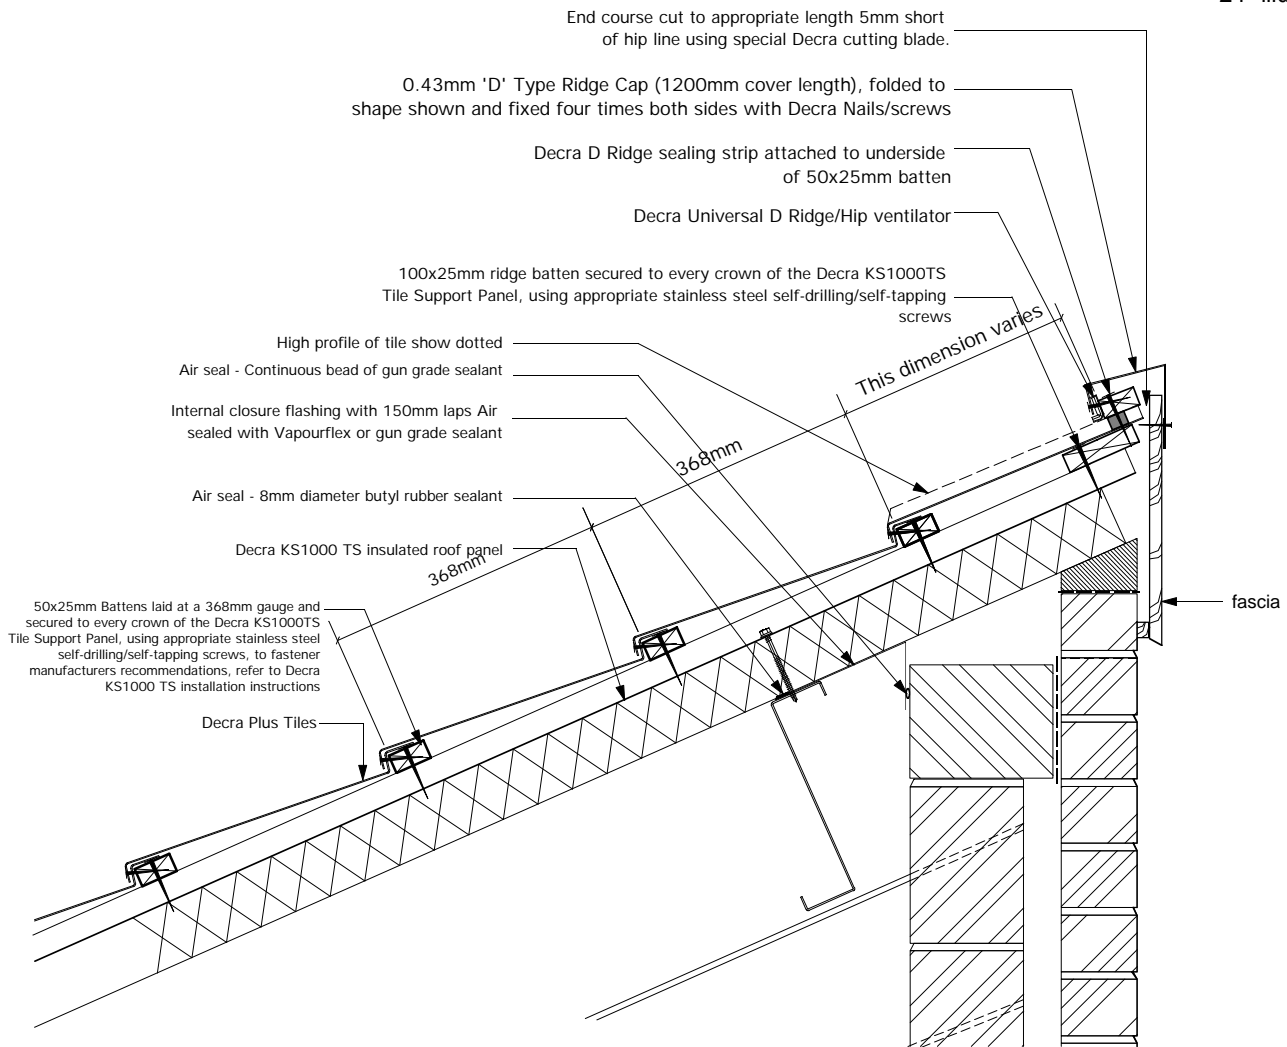 End course cut to appropriate length 5mm short
of hip line using special Decra cutting blade.
0.43mm 'D' Type Ridge Cap (1200mm cover length), folded to
shape shown and fixed four times both sides with Decra Nails/screws
Decra D Ridge sealing strip attached to underside
of 50x25mm batten
Decra Universal D Ridge/Hip ventilator
100x25mm ridge batten secured to every crown of the Decra KS1000TS
Tile Support Panel, using appropriate stainless steel self-drilling/self-tapping
screws
This dimension varies
High profile of tile show dotted
Air seal - Continuous bead of gun grade sealant
Internal closure flashing with 150mm laps Air
sealed with Vapourflex or gun grade sealant
368mm
Air seal - 8mm diameter butyl rubber sealant
Decra KS1000 TS insulated roof panel
368mm
50x25mm Battens laid at a 368mm gauge and
secured to every crown of the Decra KS1000TS
Tile Support Panel, using appropriate stainless steel
self-drilling/self-tapping screws, to fastener
manufacturers recommendations, refer to Decra
KS1000 TS installation instructions
fascia
Decra Plus Tiles